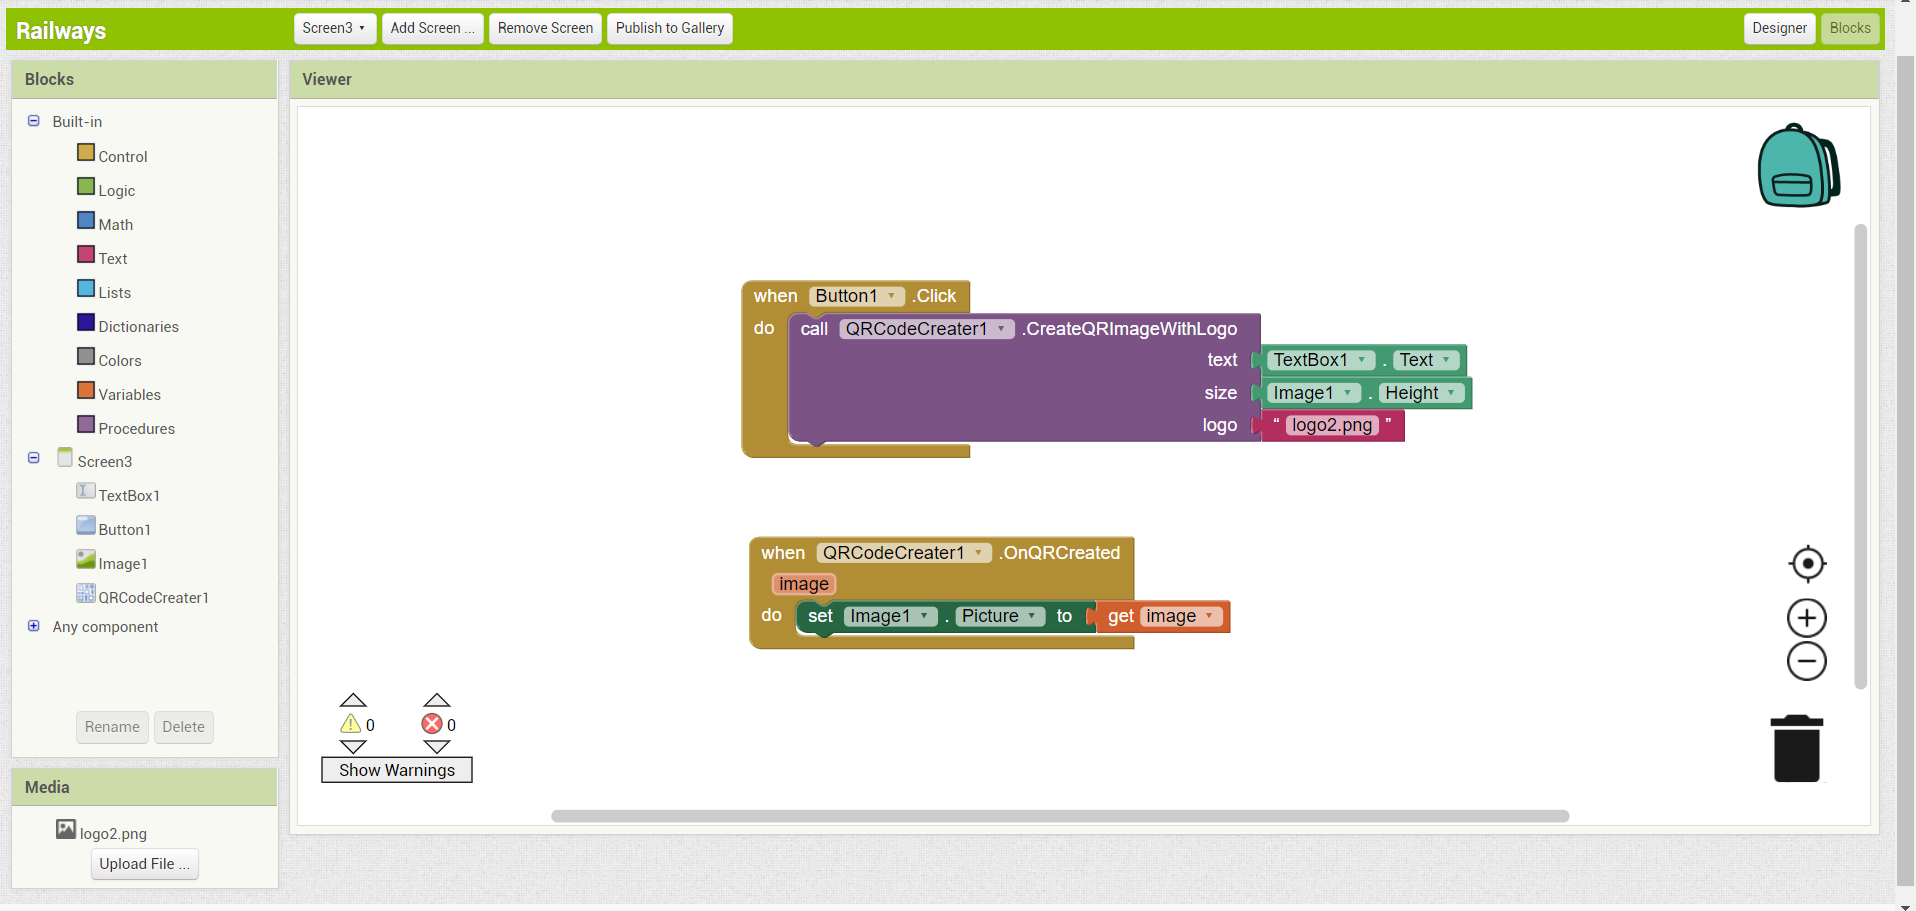 Railways
Screen3 ▾
Add Screen ...
Remove Screen
Publish to Gallery
Designer
Blocks
Blocks
Built-in
Control
Logic
Math
Text
Lists
Dictionaries
Colors
Variables
Procedures
Screen3
TextBox1
Button1
Image1
QRCodeCreater1
Any component
Rename
Delete
Media
logo2.png
Upload File ...
Viewer
when Button1 ▾ .Click
do call QRCodeCreater1 ▾ .CreateQRImageWithLogo
text TextBox1 ▾ . Text ▾
size Image1 ▾ . Height ▾
logo “ logo2.png ”
when QRCodeCreater1 ▾ .OnQRCreated
image
do set Image1 ▾ . Picture ▾ to get image ▾
0 0
Show Warnings